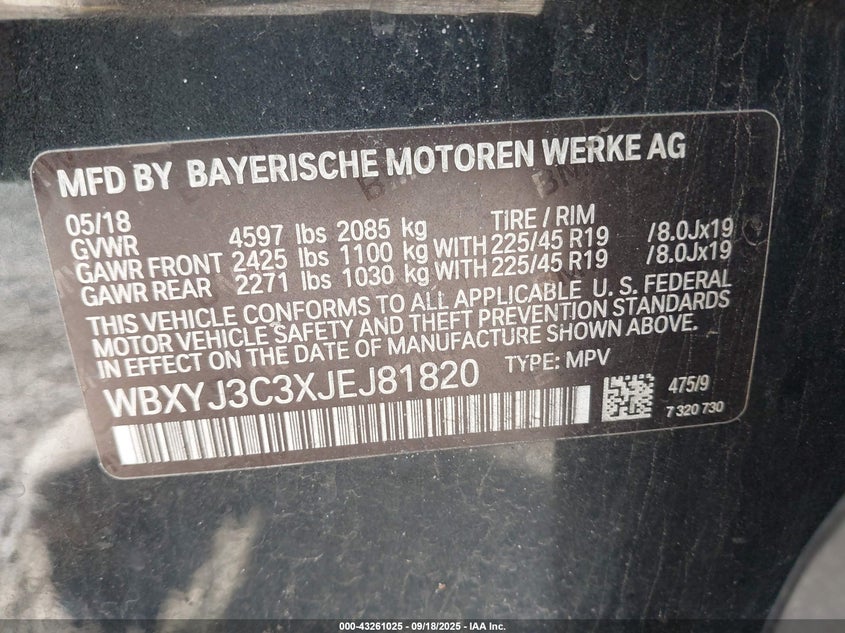 MFD BY BAYERISCHE MOTOREN WERKE AG
05/18 TIRE / RIM
GVWR 4597 lbs 2085 kg
GAWR FRONT 2425 lbs 1100 kg WITH 225/45 R19 /8.0Jx19
GAWR REAR 2271 lbs 1030 kg WITH 225/45 R19 /8.0Jx19
THIS VEHICLE CONFORMS TO ALL APPLICABLE U. S. FEDERAL
MOTOR VEHICLE SAFETY AND THEFT PREVENTION STANDARDS
IN EFFECT ON THE DATE OF MANUFACTURE SHOWN ABOVE.
WBXYJ3C3XJEJ81820 TYPE: MPV
475/9
7 320 730
000-43261025 - 09/18/2025 - IAA Inc.